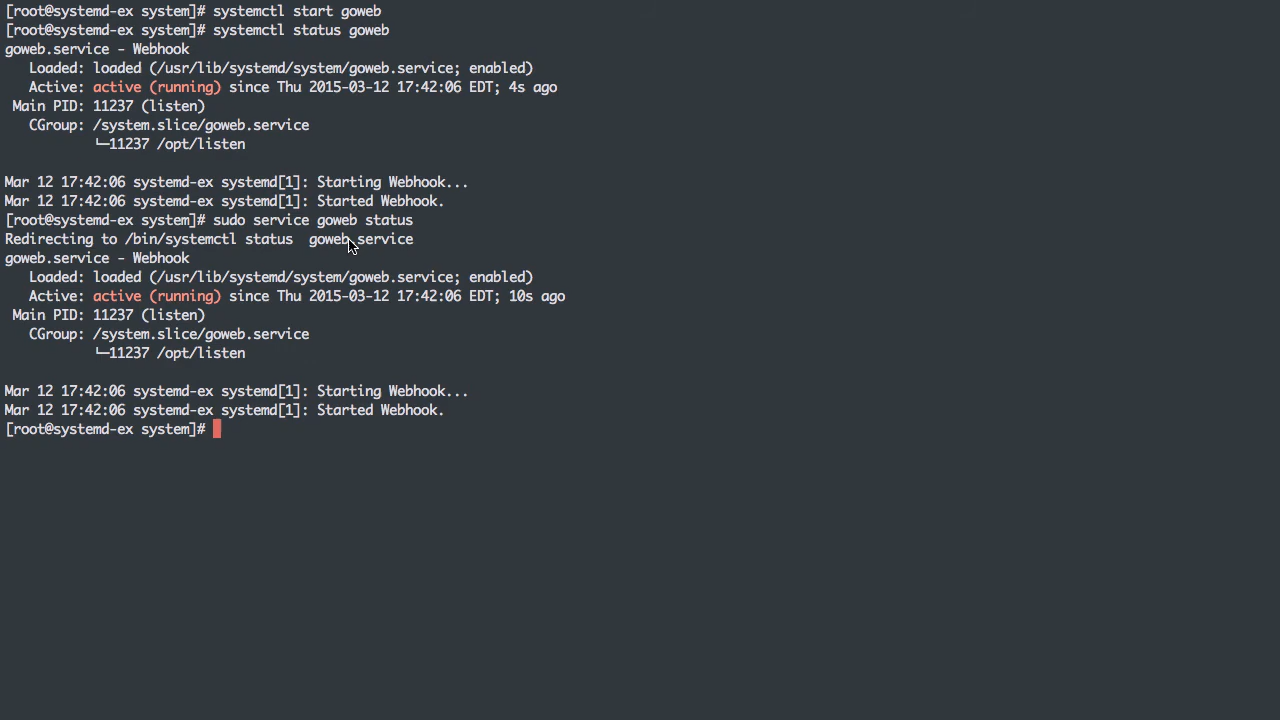 [root@systemd-ex system]# systemctl start goweb
[root@systemd-ex system]# systemctl status goweb
goweb.service - Webhook
   Loaded: loaded (/usr/lib/systemd/system/goweb.service; enabled)
   Active: active (running) since Thu 2015-03-12 17:42:06 EDT; 4s ago
 Main PID: 11237 (listen)
   CGroup: /system.slice/goweb.service
           └─11237 /opt/listen

Mar 12 17:42:06 systemd-ex systemd[1]: Starting Webhook...
Mar 12 17:42:06 systemd-ex systemd[1]: Started Webhook.
[root@systemd-ex system]# sudo service goweb status
Redirecting to /bin/systemctl status  goweb.service
goweb.service - Webhook
   Loaded: loaded (/usr/lib/systemd/system/goweb.service; enabled)
   Active: active (running) since Thu 2015-03-12 17:42:06 EDT; 10s ago
 Main PID: 11237 (listen)
   CGroup: /system.slice/goweb.service
           └─11237 /opt/listen

Mar 12 17:42:06 systemd-ex systemd[1]: Starting Webhook...
Mar 12 17:42:06 systemd-ex systemd[1]: Started Webhook.
[root@systemd-ex system]#